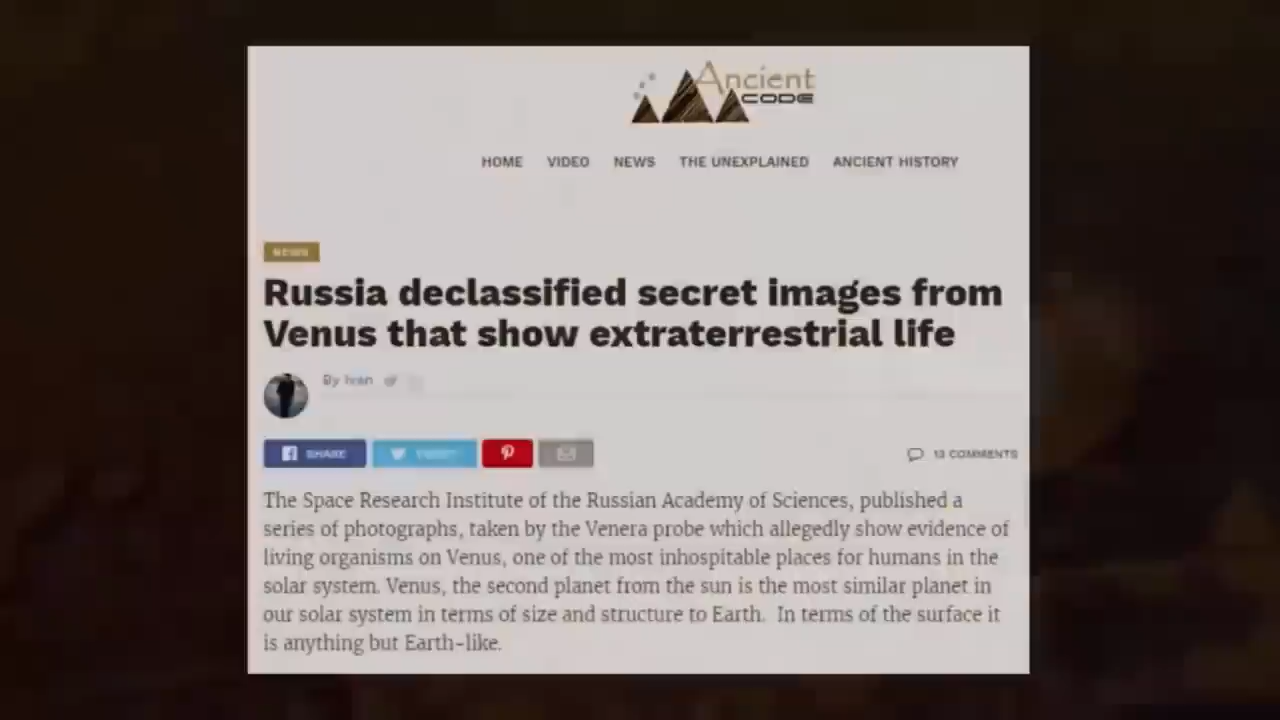 Ancient
CODE
HOME VIDEO NEWS THE UNEXPLAINED ANCIENT HISTORY
NEWS
Russia declassified secret images from
Venus that show extraterrestrial life
By Ivan
SHARE TWEET
13 COMMENTS
The Space Research Institute of the Russian Academy of Sciences, published a
series of photographs, taken by the Venera probe which allegedly show evidence of
living organisms on Venus, one of the most inhospitable places for humans in the
solar system. Venus, the second planet from the sun is the most similar planet in
our solar system in terms of size and structure to Earth.  In terms of the surface it
is anything but Earth-like.